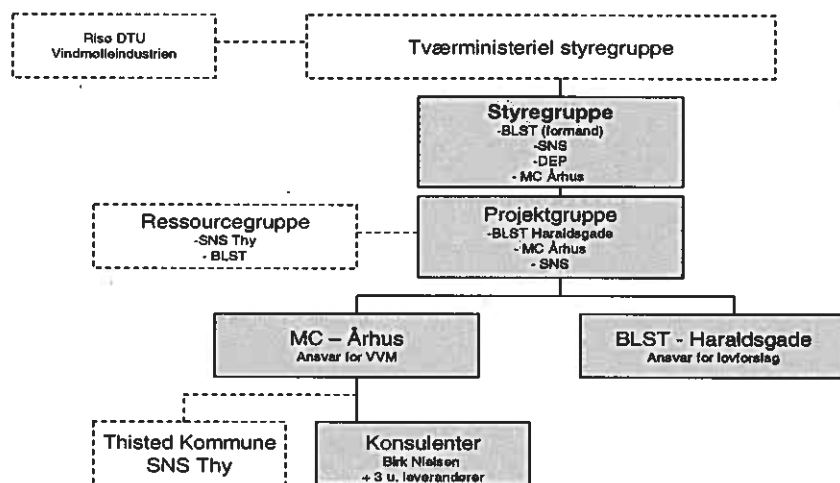 Risø DTU
Vindmølleindustrien
Tværministeriel styregruppe
Styregruppe
-BLST (formand)
-SNS
-DEP
- MC Århus
Ressourcegruppe
-SNS Thy
- BLST
Projektgruppe
-BLST Haraldsgade
- MC Århus
- SNS
MC – Århus
Ansvar for VVM
BLST - Haraldsgade
Ansvar for lovforslag
Thisted Kommune
SNS Thy
Konsulenter
Birk Nielsen
+ 3 u. leverandører